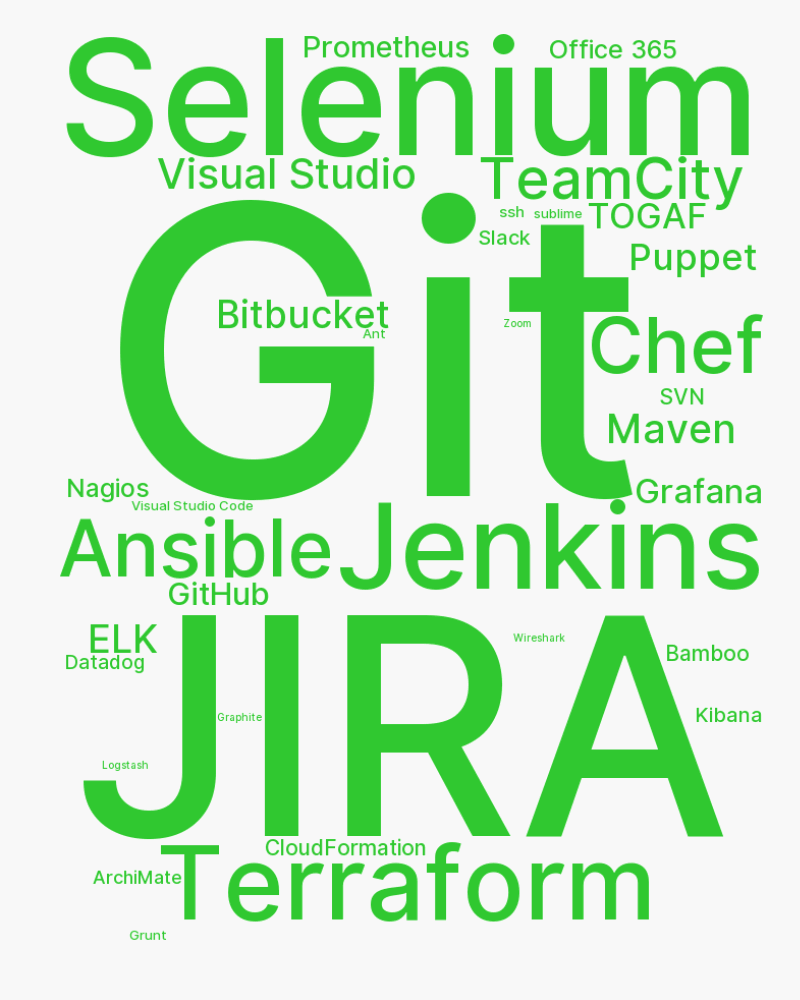 Prometheus
Office 365
Selenium
Visual Studio
TeamCity
ssh
sublime
TOGAF
Slack
Puppet
Git
Bitbucket
Ant
Zoom
Chef
SVN
Maven
Nagios
Grafana
Visual Studio Code
Ansible
Jenkins
GitHub
ELK
Datadog
Wireshark
Bamboo
JIRA
Graphite
Kibana
Logstash
CloudFormation
ArchiMate
Terraform
Grunt